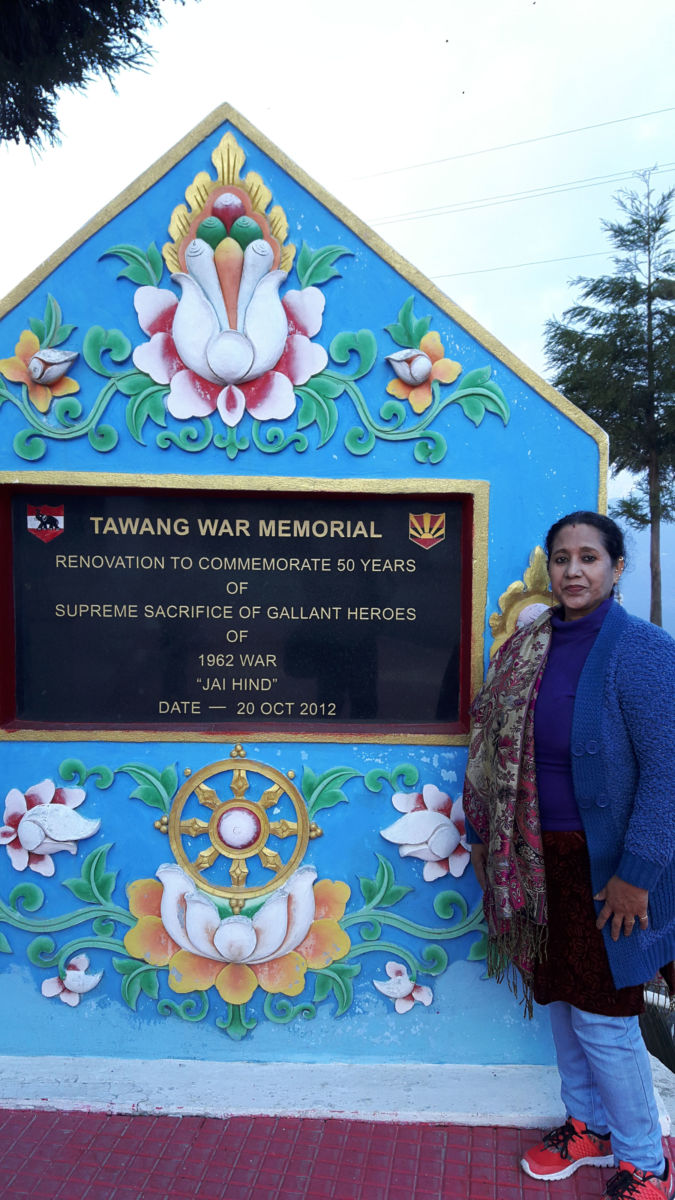 TAWANG WAR MEMORIAL
RENOVATION TO COMMEMORATE 50 YEARS
OF
SUPREME SACRIFICE OF GALLANT HEROES
OF
1962 WAR
“JAI HIND”
DATE — 20 OCT 2012